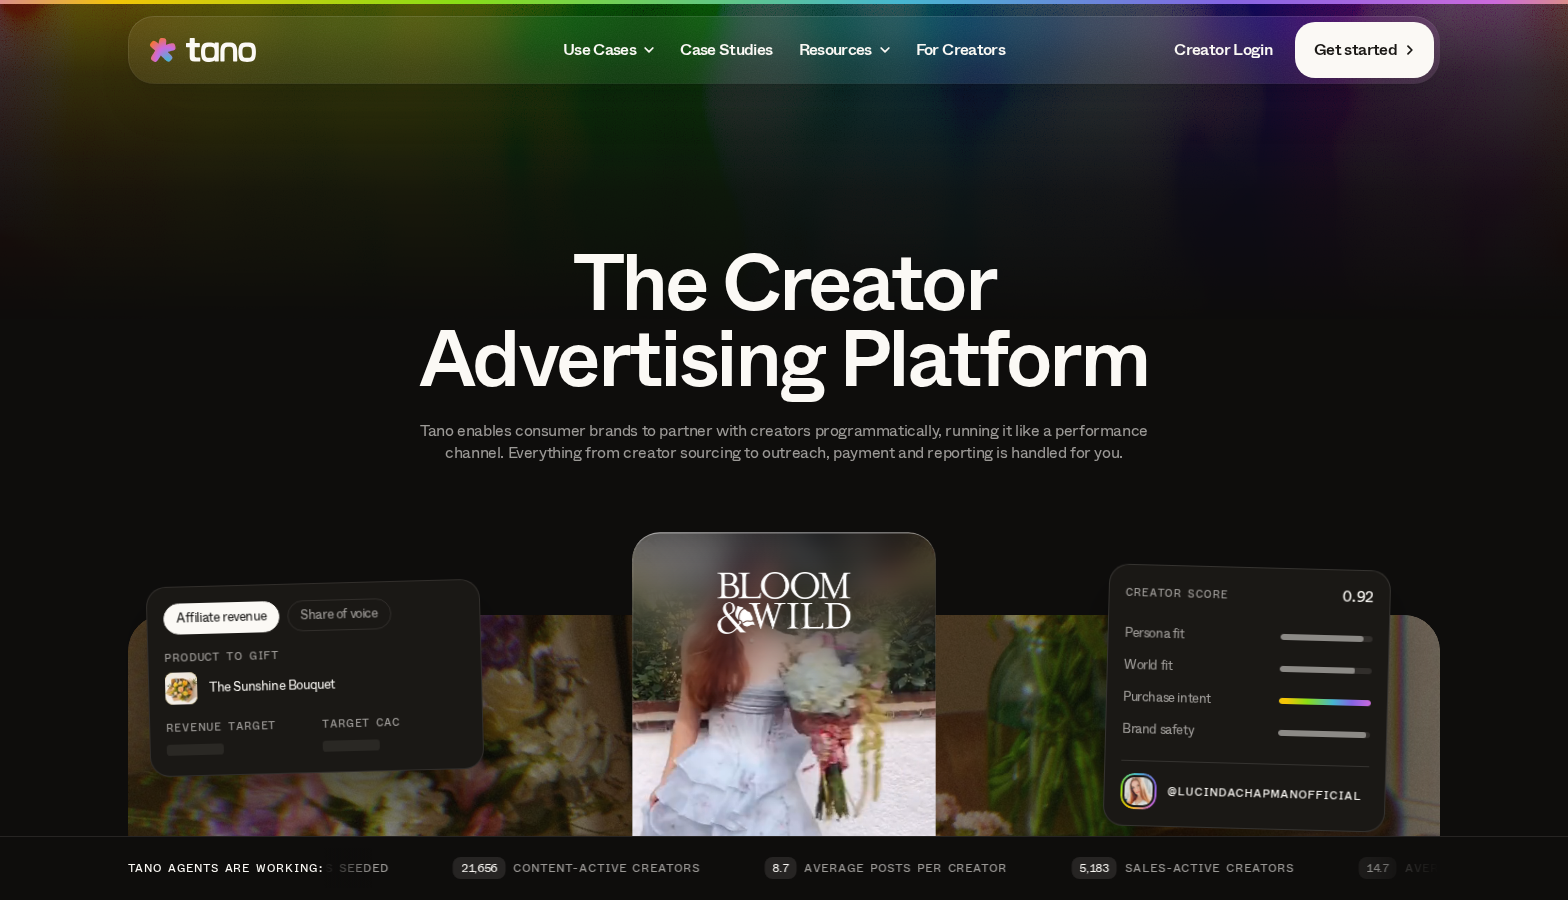 tano
Use Cases
Case Studies
Resources
For Creators
Creator Login
Get started
The Creator
Advertising Platform
Tano enables consumer brands to partner with creators programmatically, running it like a performance
channel. Everything from creator sourcing to outreach, payment and reporting is handled for you.
Affiliate revenue
Share of voice
PRODUCT TO GIFT
The Sunshine Bouquet
REVENUE TARGET
TARGET CAC
BLOOM
&WILD
CREATOR SCORE
0.92
Persona fit
World fit
Purchase intent
Brand safety
@LUCINDACHAPMANOFFICIAL
TANO AGENTS ARE WORKING:
SEEDED
21,656 CONTENT-ACTIVE CREATORS
8.7 AVERAGE POSTS PER CREATOR
5,183 SALES-ACTIVE CREATORS
14.7